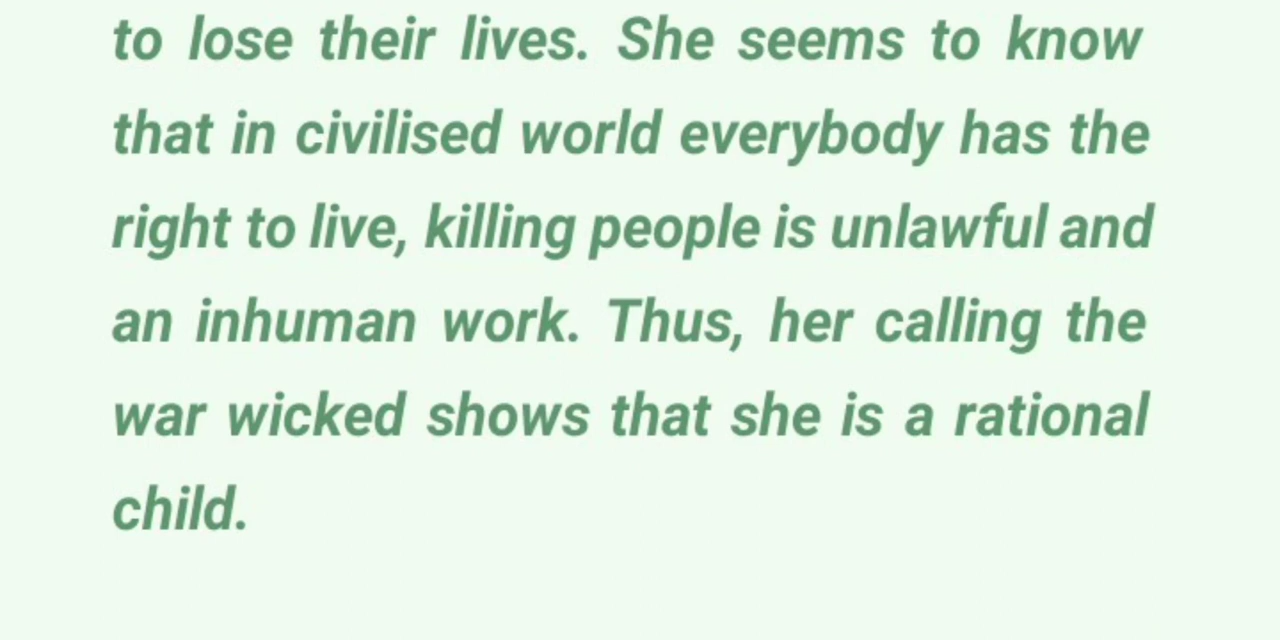 to lose their lives. She seems to know
that in civilised world everybody has the
right to live, killing people is unlawful and
an inhuman work. Thus, her calling the
war wicked shows that she is a rational
child.